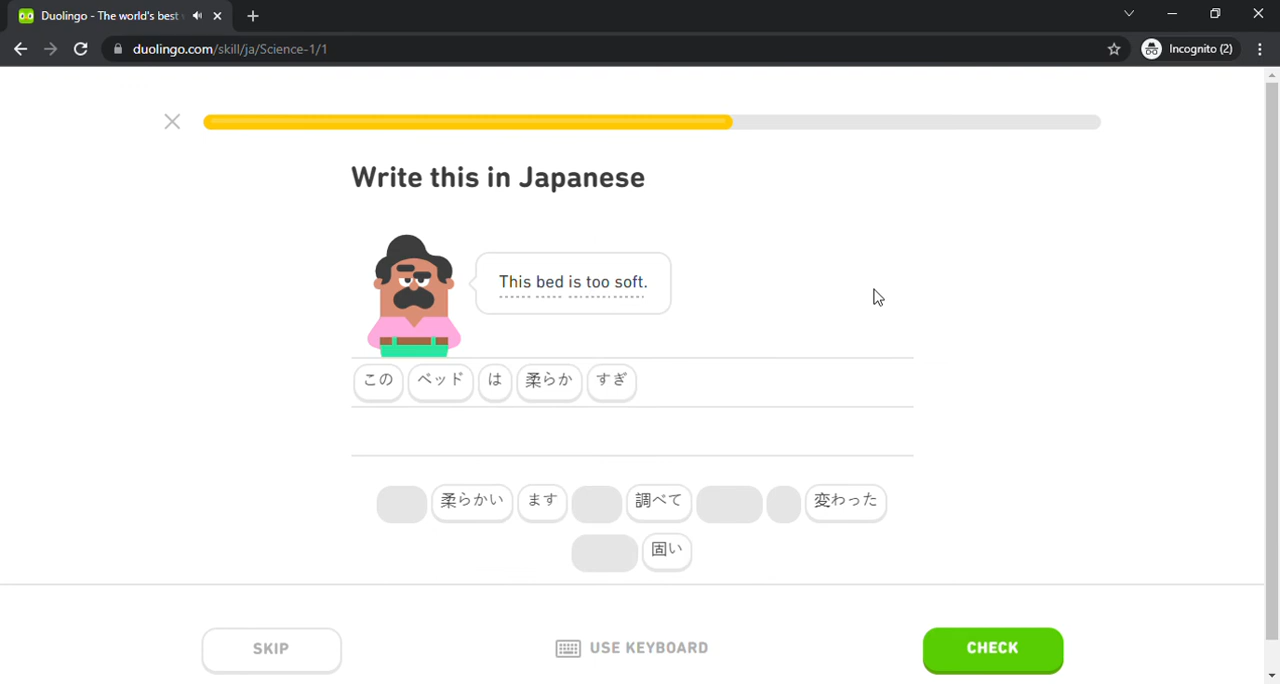 Duolingo - The world's best
duolingo.com/skill/ja/Science-1/1
Incognito (2)
Write this in Japanese
This bed is too soft.
この ベッド は 柔らか すぎ
柔らかい ます 調べて 変わった
固い
SKIP
USE KEYBOARD
CHECK